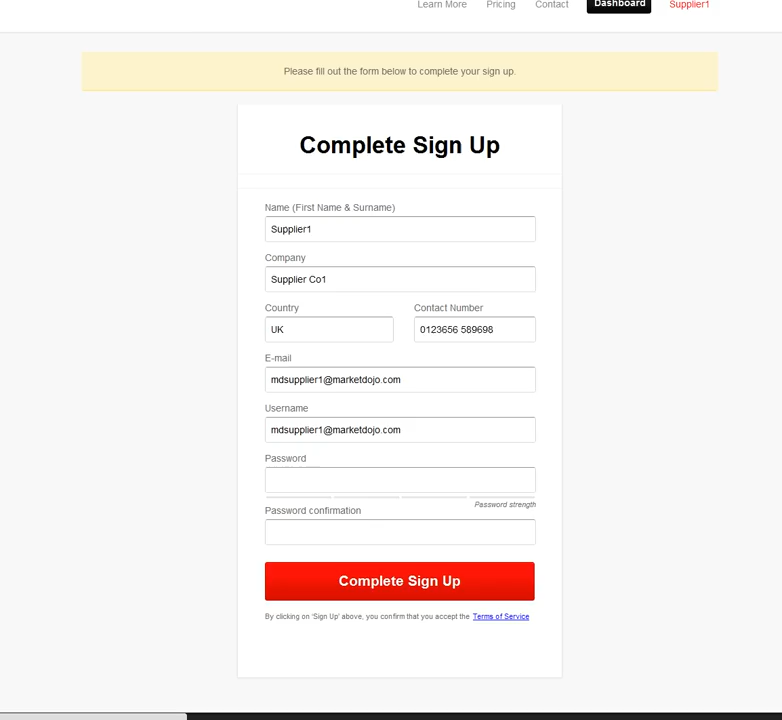 Learn More Pricing Contact Dashboard Supplier1
Please fill out the form below to complete your sign up.
Complete Sign Up
Name (First Name & Surname)
Supplier1
Company
Supplier Co1
Country Contact Number
UK 0123656 589698
E-mail
mdsupplier1@marketdojo.com
Username
mdsupplier1@marketdojo.com
Password
Password strength
Password confirmation
Complete Sign Up
By clicking on 'Sign Up' above, you confirm that you accept the Terms of Service